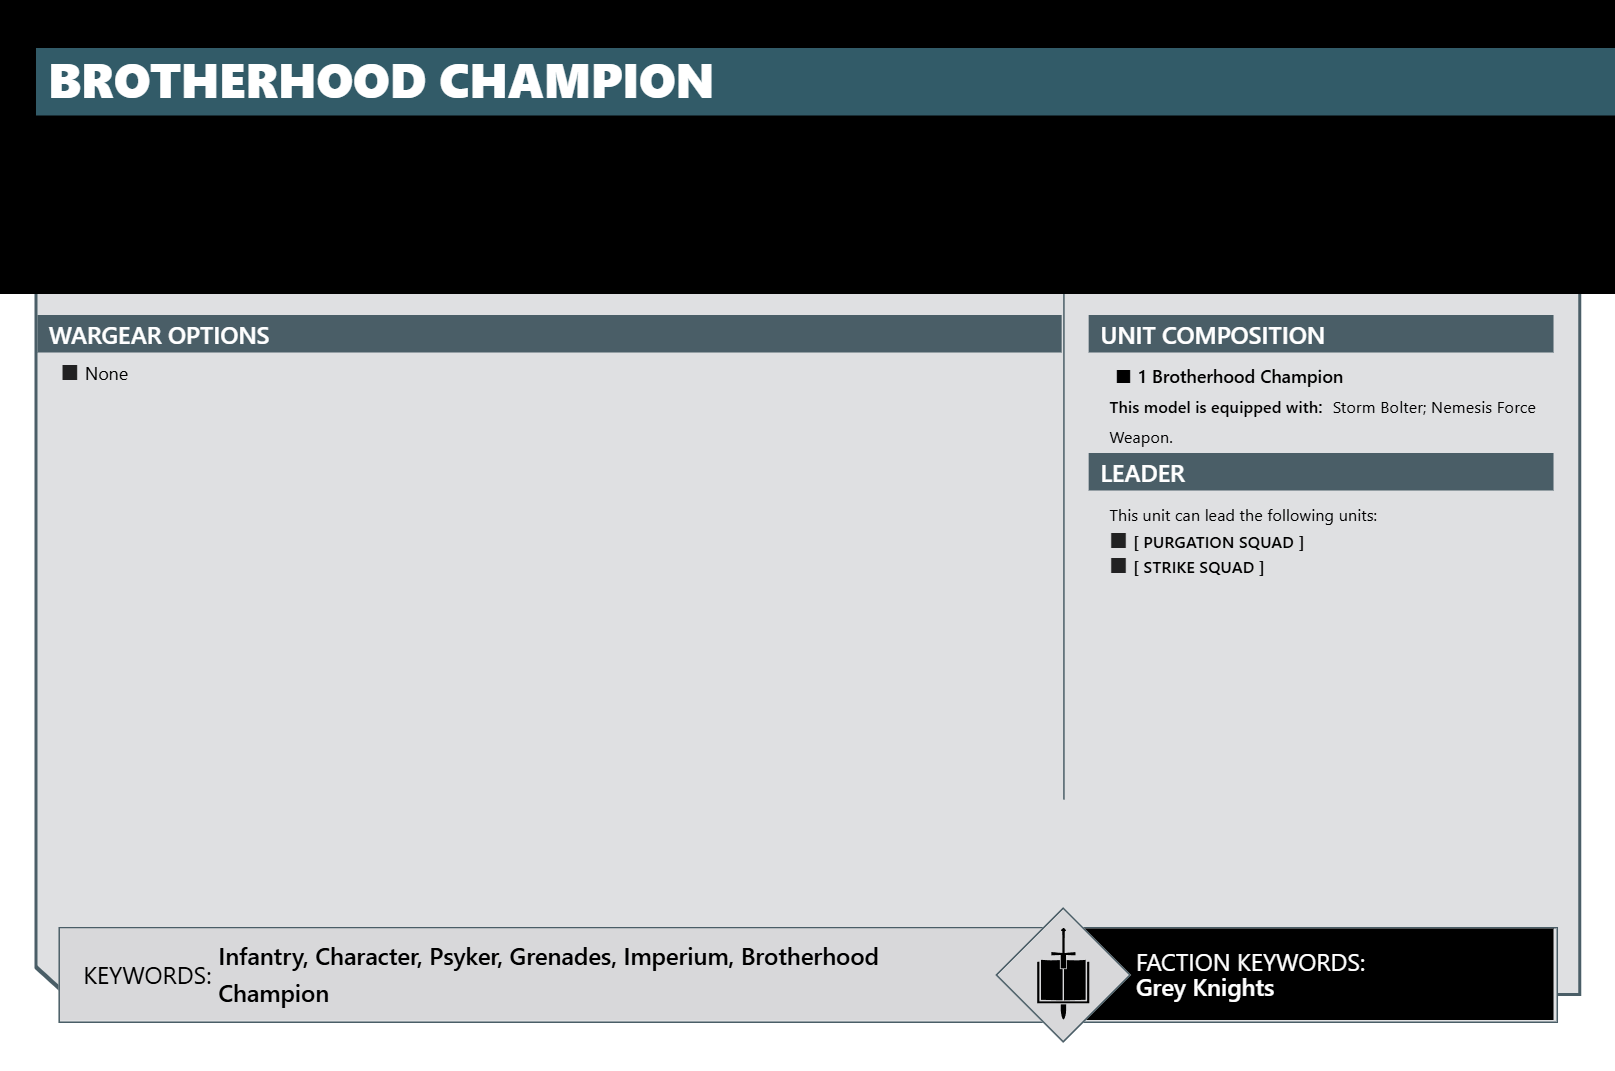 BROTHERHOOD CHAMPION
WARGEAR OPTIONS
■ None
UNIT COMPOSITION
■ 1 Brotherhood Champion
This model is equipped with: Storm Bolter; Nemesis Force
Weapon.
LEADER
This unit can lead the following units:
■ [ PURGATION SQUAD ]
■ [ STRIKE SQUAD ]
KEYWORDS: Infantry, Character, Psyker, Grenades, Imperium, Brotherhood
Champion
FACTION KEYWORDS:
Grey Knights